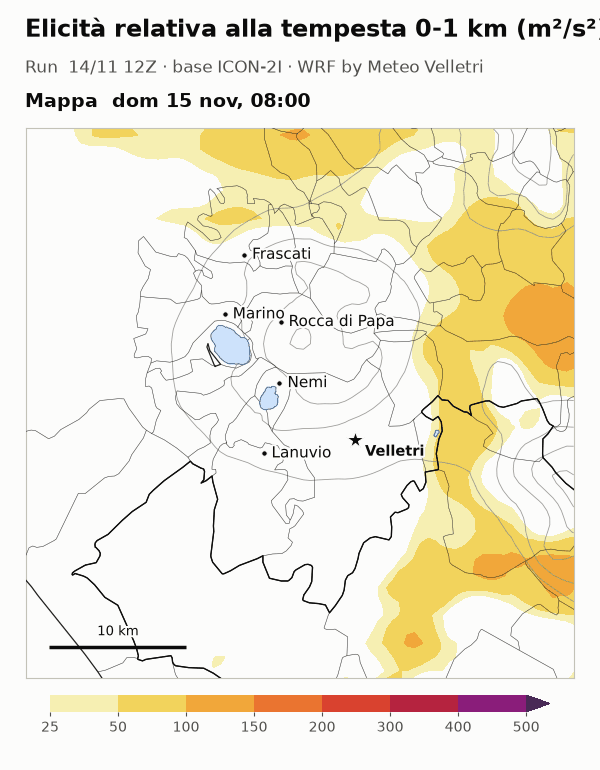 Elicità relativa alla tempesta 0-1 km (m²/s²)
Run 14/11 12Z · base ICON-2I · WRF by Meteo Velletri
Mappa dom 15 nov, 08:00
Frascati
Marino
Rocca di Papa
Nemi
Velletri
Lanuvio
10 km
25 50 100 150 200 300 400 500